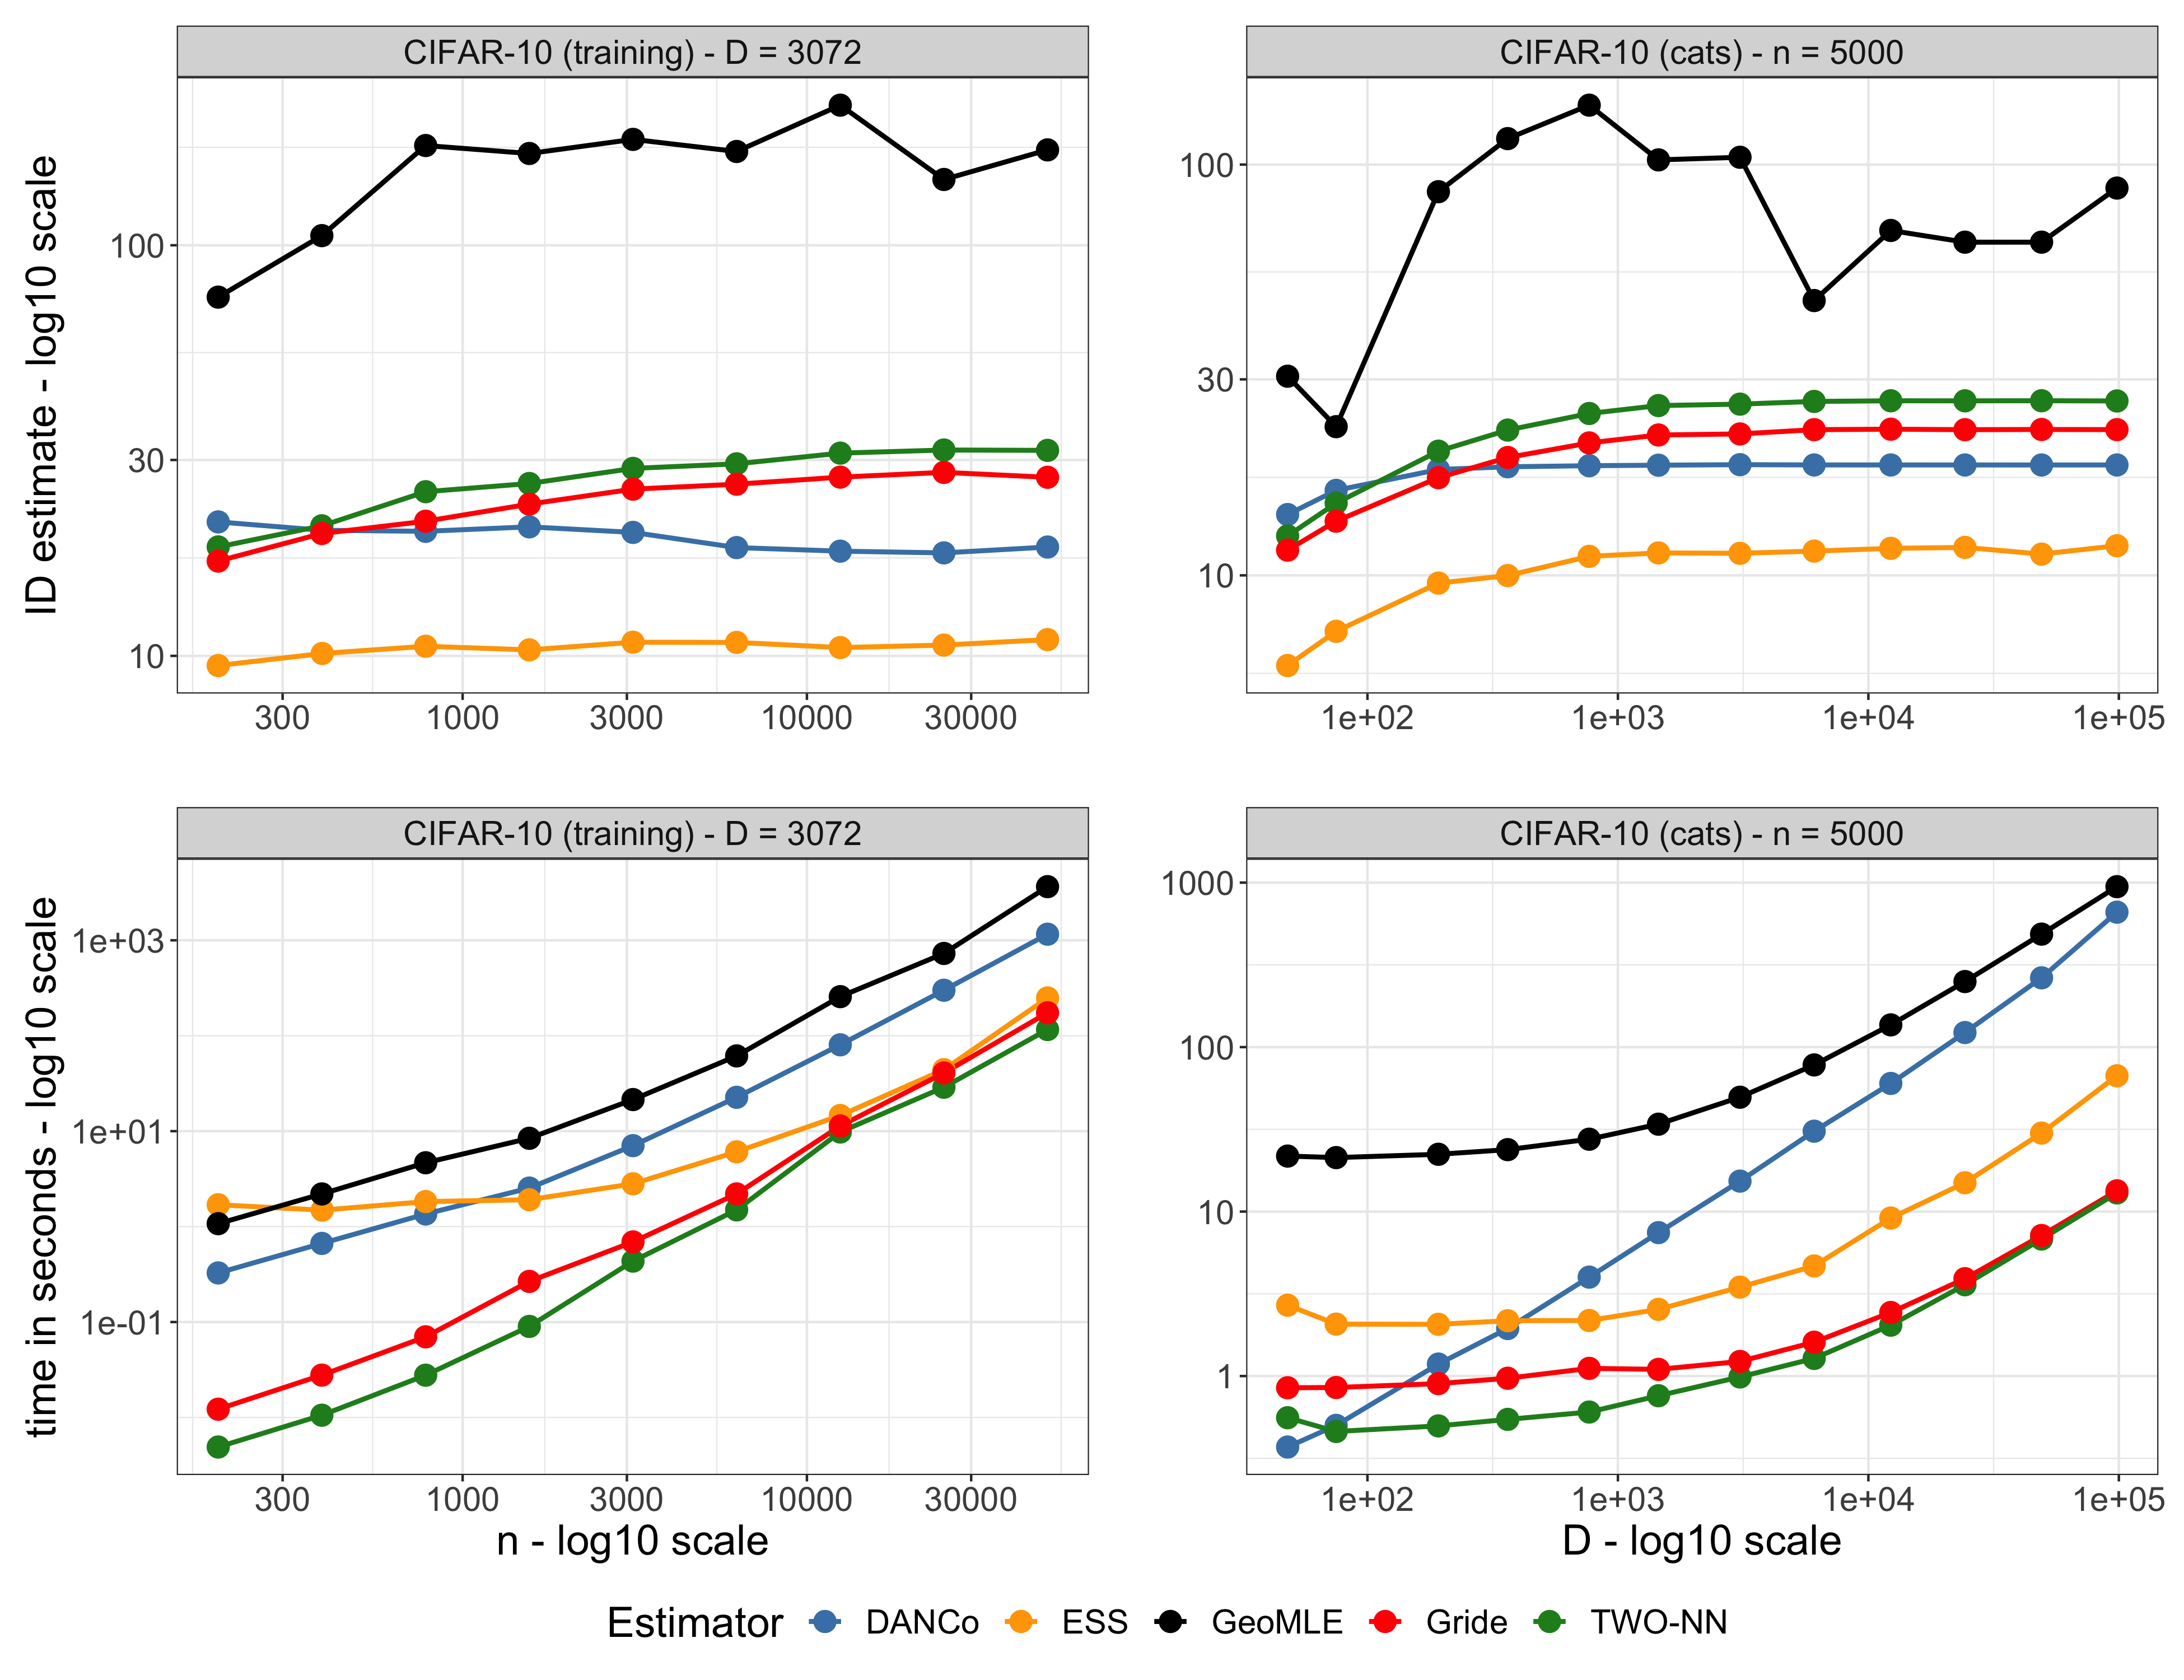 CIFAR-10 (training) - D = 3072
CIFAR-10 (cats) - n = 5000
ID estimate - log10 scale
100
30
10
300 1000 3000 10000 30000
100
30
10
1e+02 1e+03 1e+04 1e+05
CIFAR-10 (training) - D = 3072
CIFAR-10 (cats) - n = 5000
time in seconds - log10 scale
1e+03
1e+01
1e-01
300 1000 3000 10000 30000
n - log10 scale
1000
100
10
1
1e+02 1e+03 1e+04 1e+05
D - log10 scale
Estimator DANCo ESS GeoMLE Gride TWO-NN